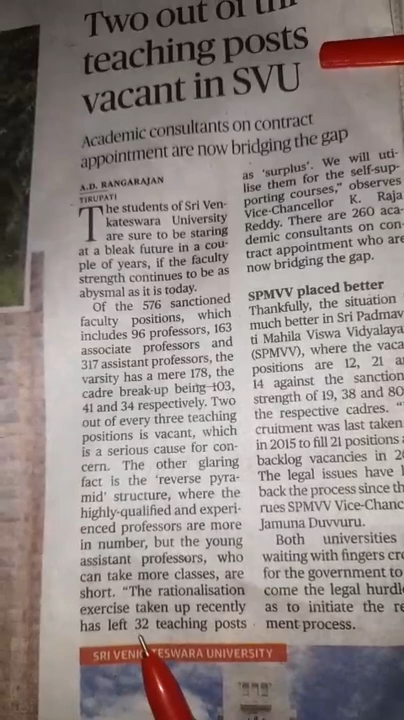 Two out of
teaching posts
vacant in SVU
Academic consultants on contract
appointment are now bridging the gap
A.D. RANGARAJAN
TIRUPATI
The students of Sri Ven-
kateswara University
are sure to be staring
at a bleak future in a cou-
ple of years, if the faculty
strength continues to be as
abysmal as it is today.
Of the 576 sanctioned
faculty positions, which
includes 96 professors, 163
associate professors and
317 assistant professors, the
varsity has a mere 178, the
cadre break-up being 103,
41 and 34 respectively. Two
out of every three teaching
positions is vacant, which
is a serious cause for con-
cern. The other glaring
fact is the ‘reverse pyra-
mid’ structure, where the
highly-qualified and experi-
enced professors are more
in number, but the young
assistant professors, who
can take more classes, are
short. “The rationalisation
exercise taken up recently
has left 32 teaching posts
as ‘surplus’. We will uti-
lise them for the self-sup-
porting courses,” observes
Vice-Chancellor K. Raja
Reddy. There are 260 aca-
demic consultants on con-
tract appointment who are
now bridging the gap.
SPMVV placed better
Thankfully, the situation
much better in Sri Padmav
ti Mahila Viswa Vidyalaya
(SPMVV), where the vaca
positions are 12, 21 a
14 against the sanction
strength of 19, 38 and 80
the respective cadres. “
cruitment was last taken
in 2015 to fill 21 positions a
backlog vacancies in 20
The legal issues have
back the process since th
rues SPMVV Vice-Chanc
Jamuna Duvvuru.
Both universities
waiting with fingers cro
for the government to
come the legal hurdl
as to initiate the re
ment process.
SRI VENK TESWARA UNIVERSITY